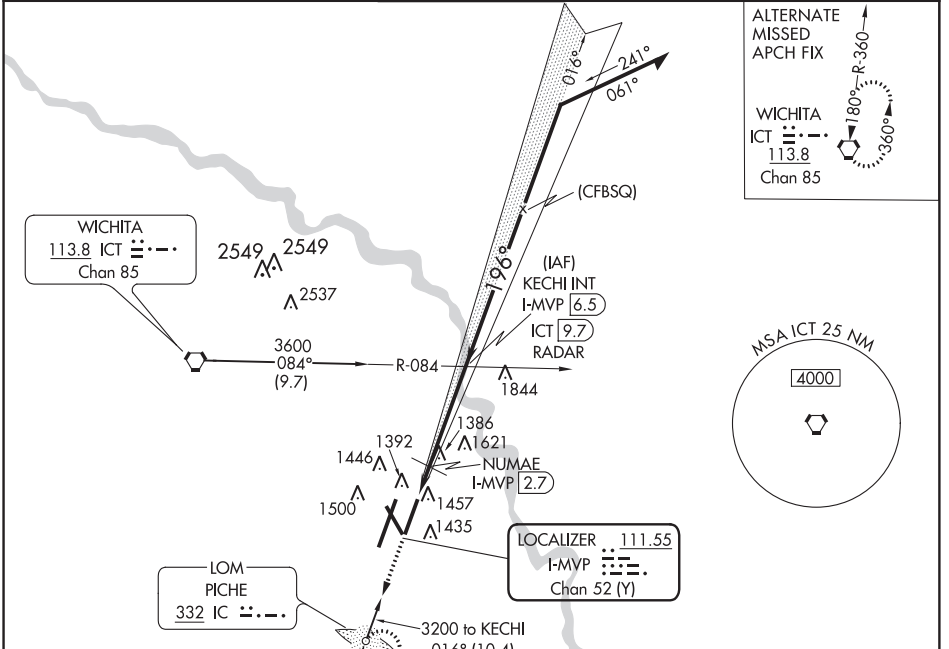 ALTERNATE
MISSED
APCH FIX
R-360
180°
360°
WICHITA
ICT
113.8
Chan 85
016°
241°
061°
(CFBSQ)
196°
WICHITA
113.8 ICT
Chan 85
2549
2549
2537
(IAF)
KECHI INT
I-MVP 6.5
ICT 9.7
RADAR
3600
084°
(9.7)
R-084
1844
MSA ICT 25 NM
4000
1386
1392
1621
1446
NUMAE
I-MVP 2.7
1500
1457
1435
LOCALIZER 111.55
I-MVP
Chan 52 (Y)
LOM
PICHE
332 IC
3200 to KECHI
016° (10.4)